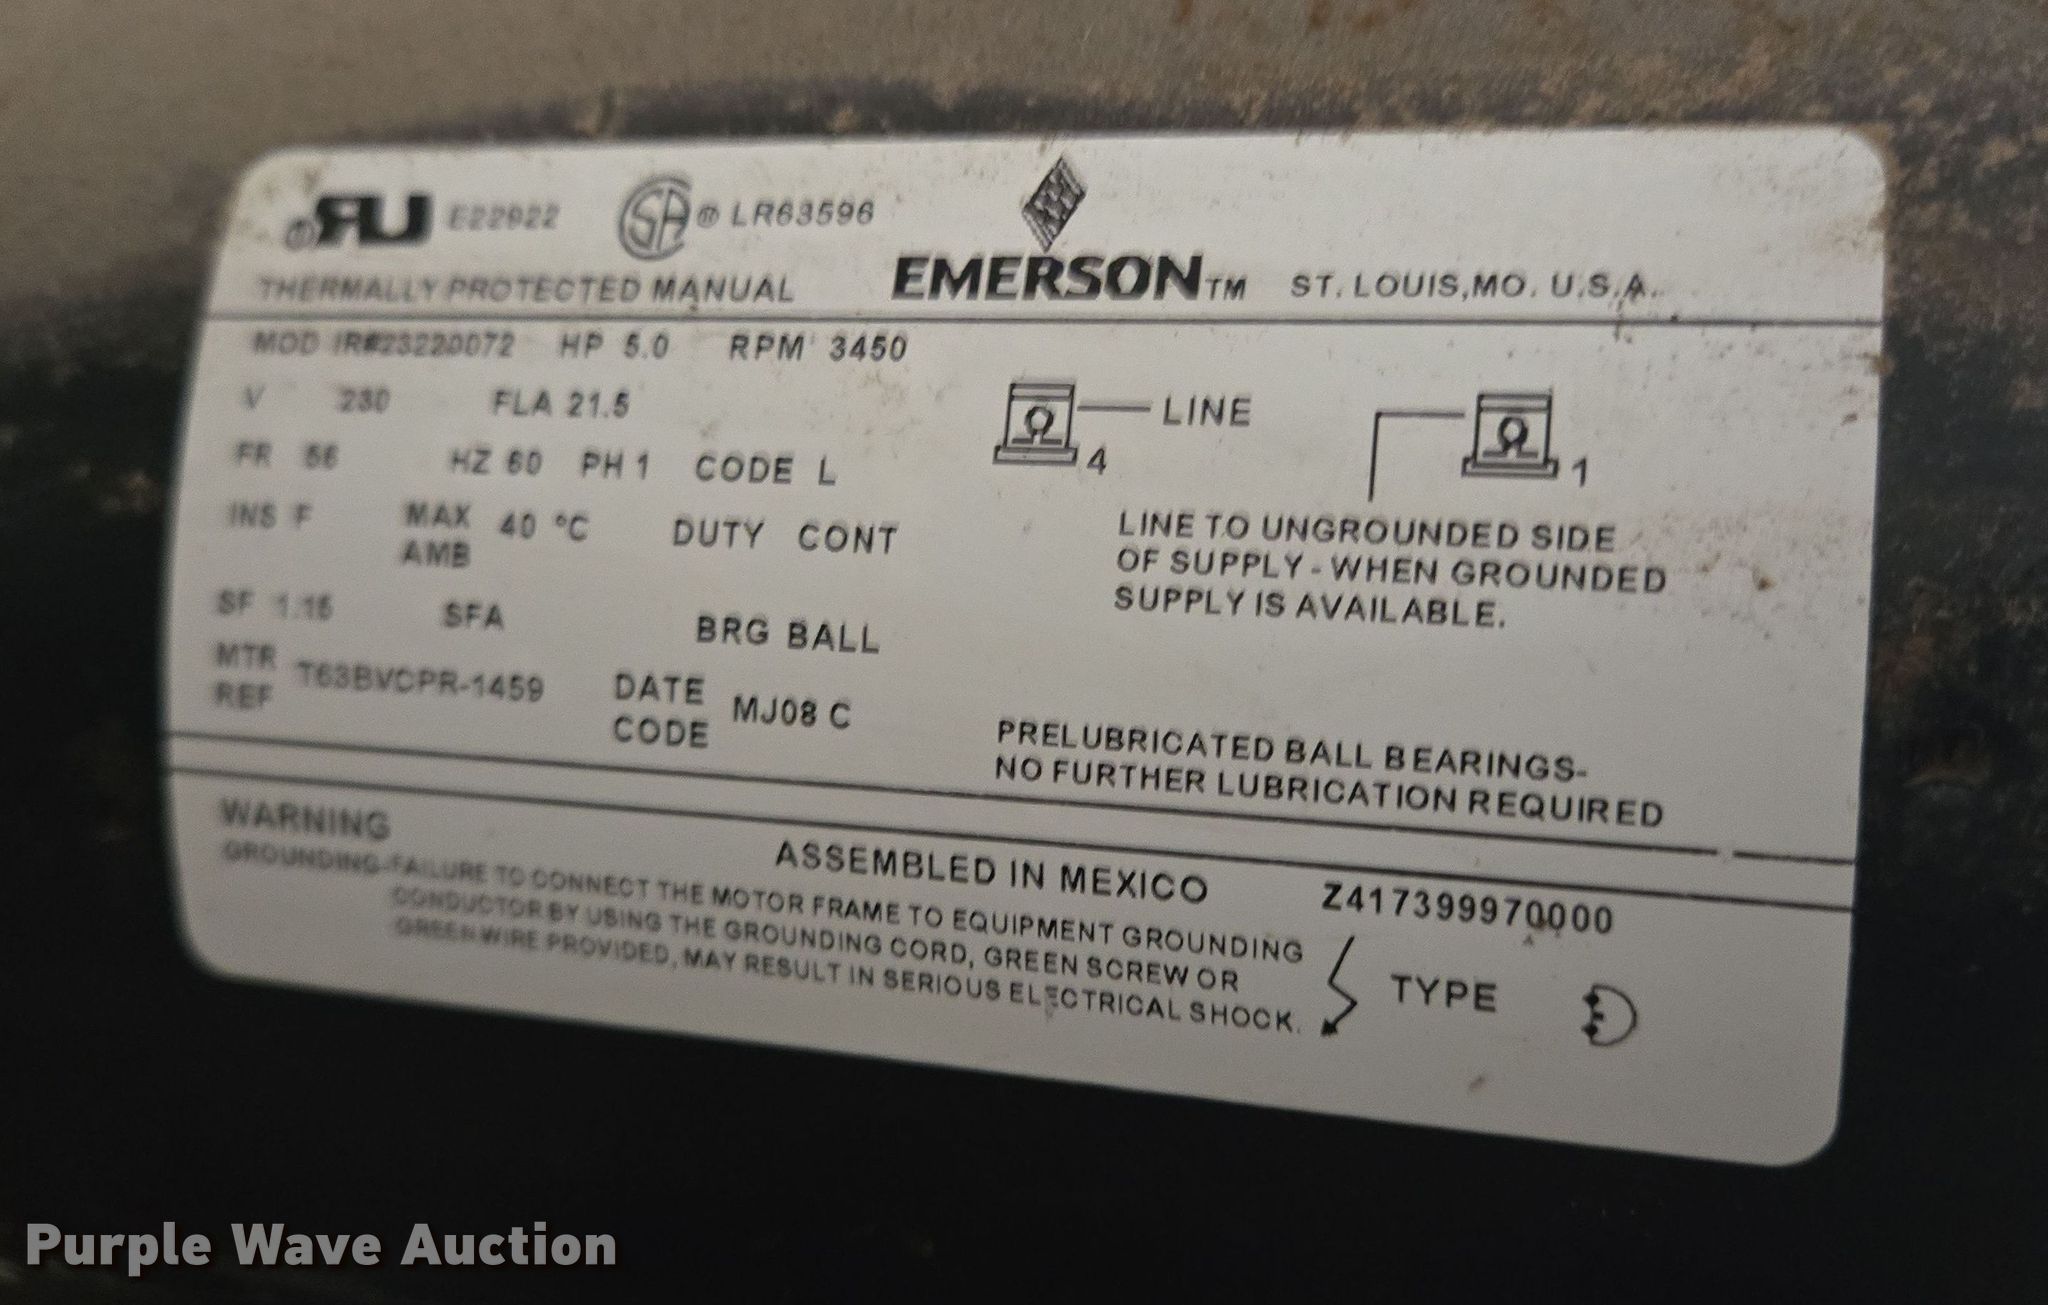 RU E22922 SA ® LR63596
THERMALLY PROTECTED MANUAL EMERSON TM ST. LOUIS, MO. U.S.A.
MOD IR#23220072 HP 5.0 RPM 3450
V 230 FLA 21.5
4 LINE 1
FR 56 HZ 60 PH 1 CODE L
INS F MAX AMB 40 °C DUTY CONT
LINE TO UNGROUNDED SIDE
OF SUPPLY - WHEN GROUNDED
SUPPLY IS AVAILABLE.
SF 1.15 SFA BRG BALL
MTR REF T63BVCPR-1459 DATE CODE MJ08 C
PRELUBRICATED BALL BEARINGS-
NO FURTHER LUBRICATION REQUIRED
WARNING
ASSEMBLED IN MEXICO Z417399970000
GROUNDING-FAILURE TO CONNECT THE MOTOR FRAME TO EQUIPMENT GROUNDING
CONDUCTOR BY USING THE GROUNDING CORD, GREEN SCREW OR
GREEN WIRE PROVIDED, MAY RESULT IN SERIOUS ELECTRICAL SHOCK.
TYPE
Purple Wave Auction